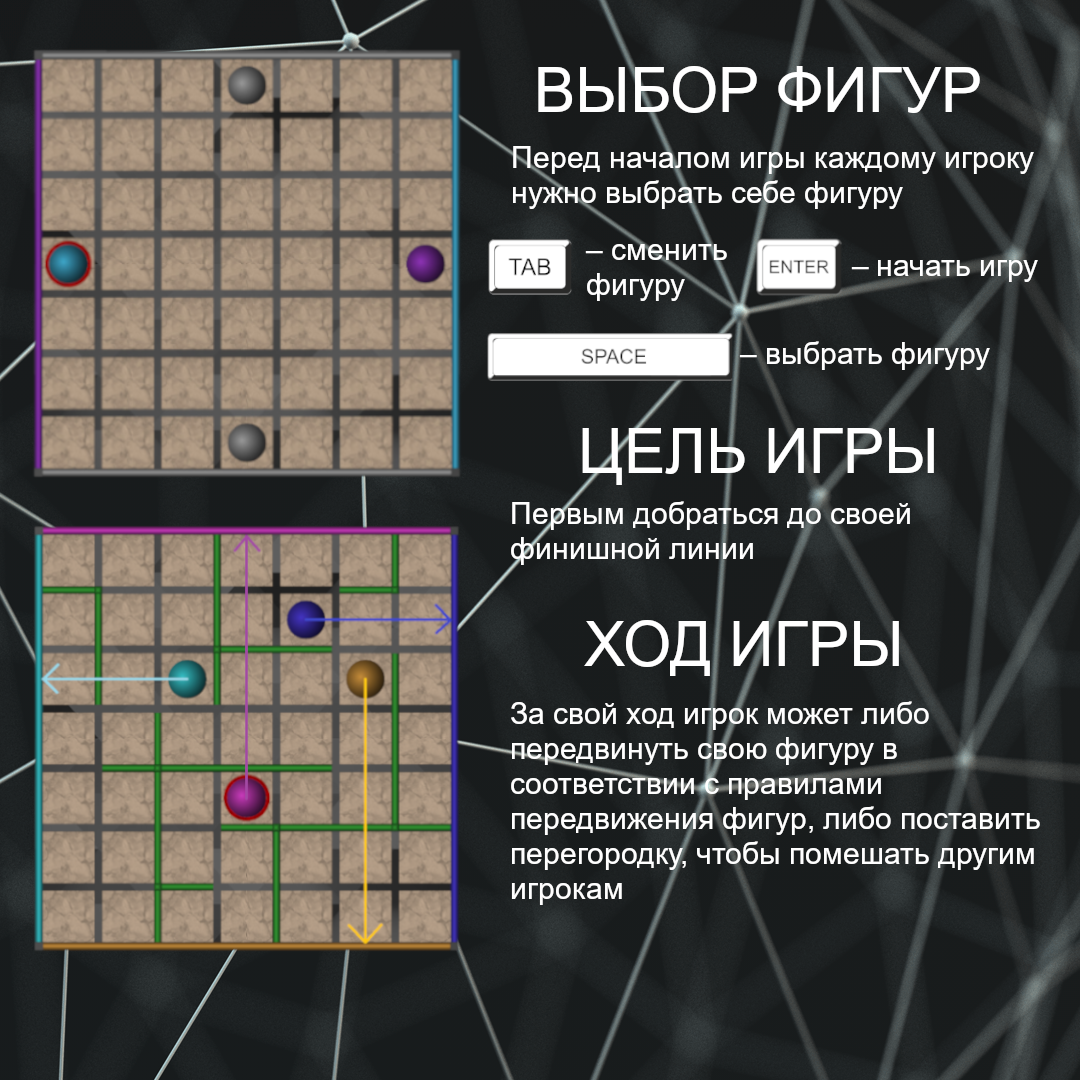 ВЫБОР ФИГУР
Перед началом игры каждому игроку
нужно выбрать себе фигуру
TAB – сменить фигуру
ENTER – начать игру
SPACE – выбрать фигуру
ЦЕЛЬ ИГРЫ
Первым добраться до своей
финишной линии
ХОД ИГРЫ
За свой ход игрок может либо
передвинуть свою фигуру в
соответствии с правилами
передвижения фигур, либо поставить
перегородку, чтобы помешать другим
игрокам